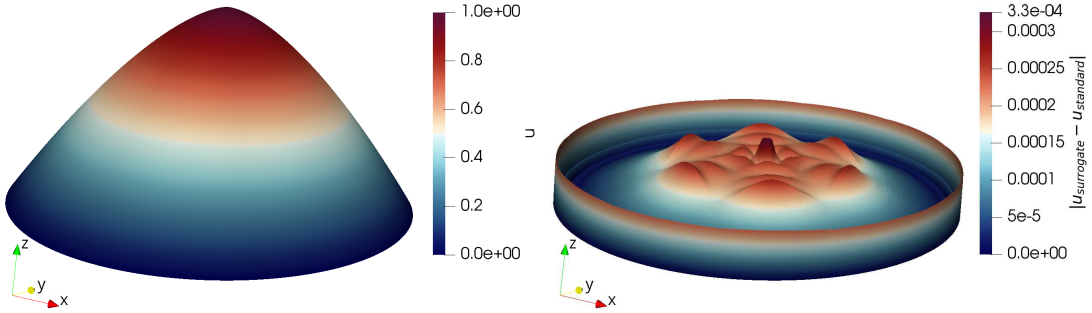 1.0e+00
0.8
0.6
0.4
0.2
0.0e+00
u
z
y
x
3.3e-04
0.0003
0.00025
0.0002
0.00015
0.0001
5e-5
0.0e+00
|u_surrogate − u_standard|
z
y
x